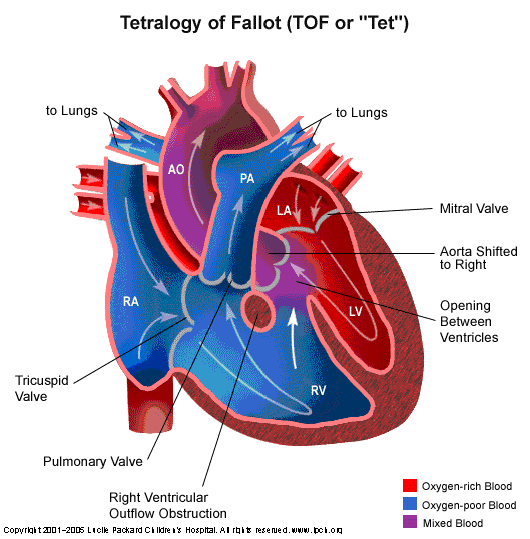 Tetralogy of Fallot (TOF or "Tet")
to Lungs
to Lungs
AO
PA
LA
Mitral Valve
Aorta Shifted
to Right
RA
LV
Opening
Between
Ventricles
RV
Tricuspid
Valve
Pulmonary Valve
Right Ventricular
Outflow Obstruction
Oxygen-rich Blood
Oxygen-poor Blood
Mixed Blood
Copyright 2001-2005 Lucile Packard Children's Hospital. All rights reserved. www.lpch.org